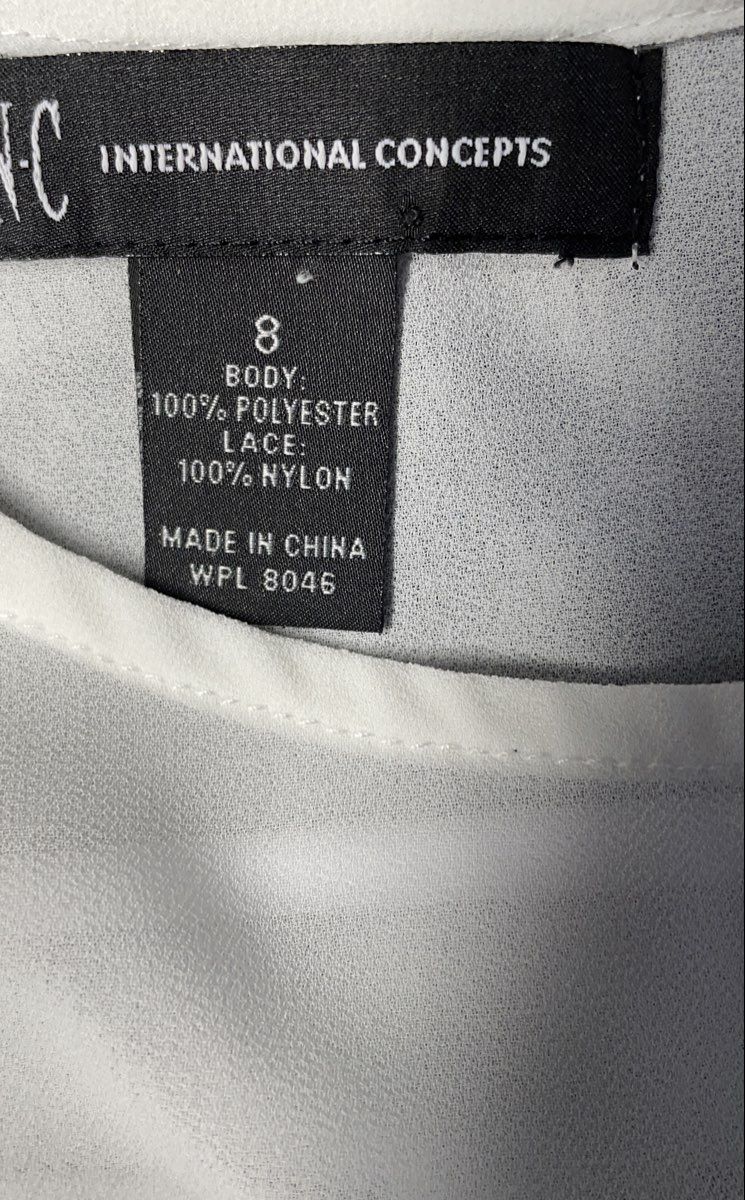 N·C INTERNATIONAL CONCEPTS
8
BODY:
100% POLYESTER
LACE:
100% NYLON
MADE IN CHINA
WPL 8046